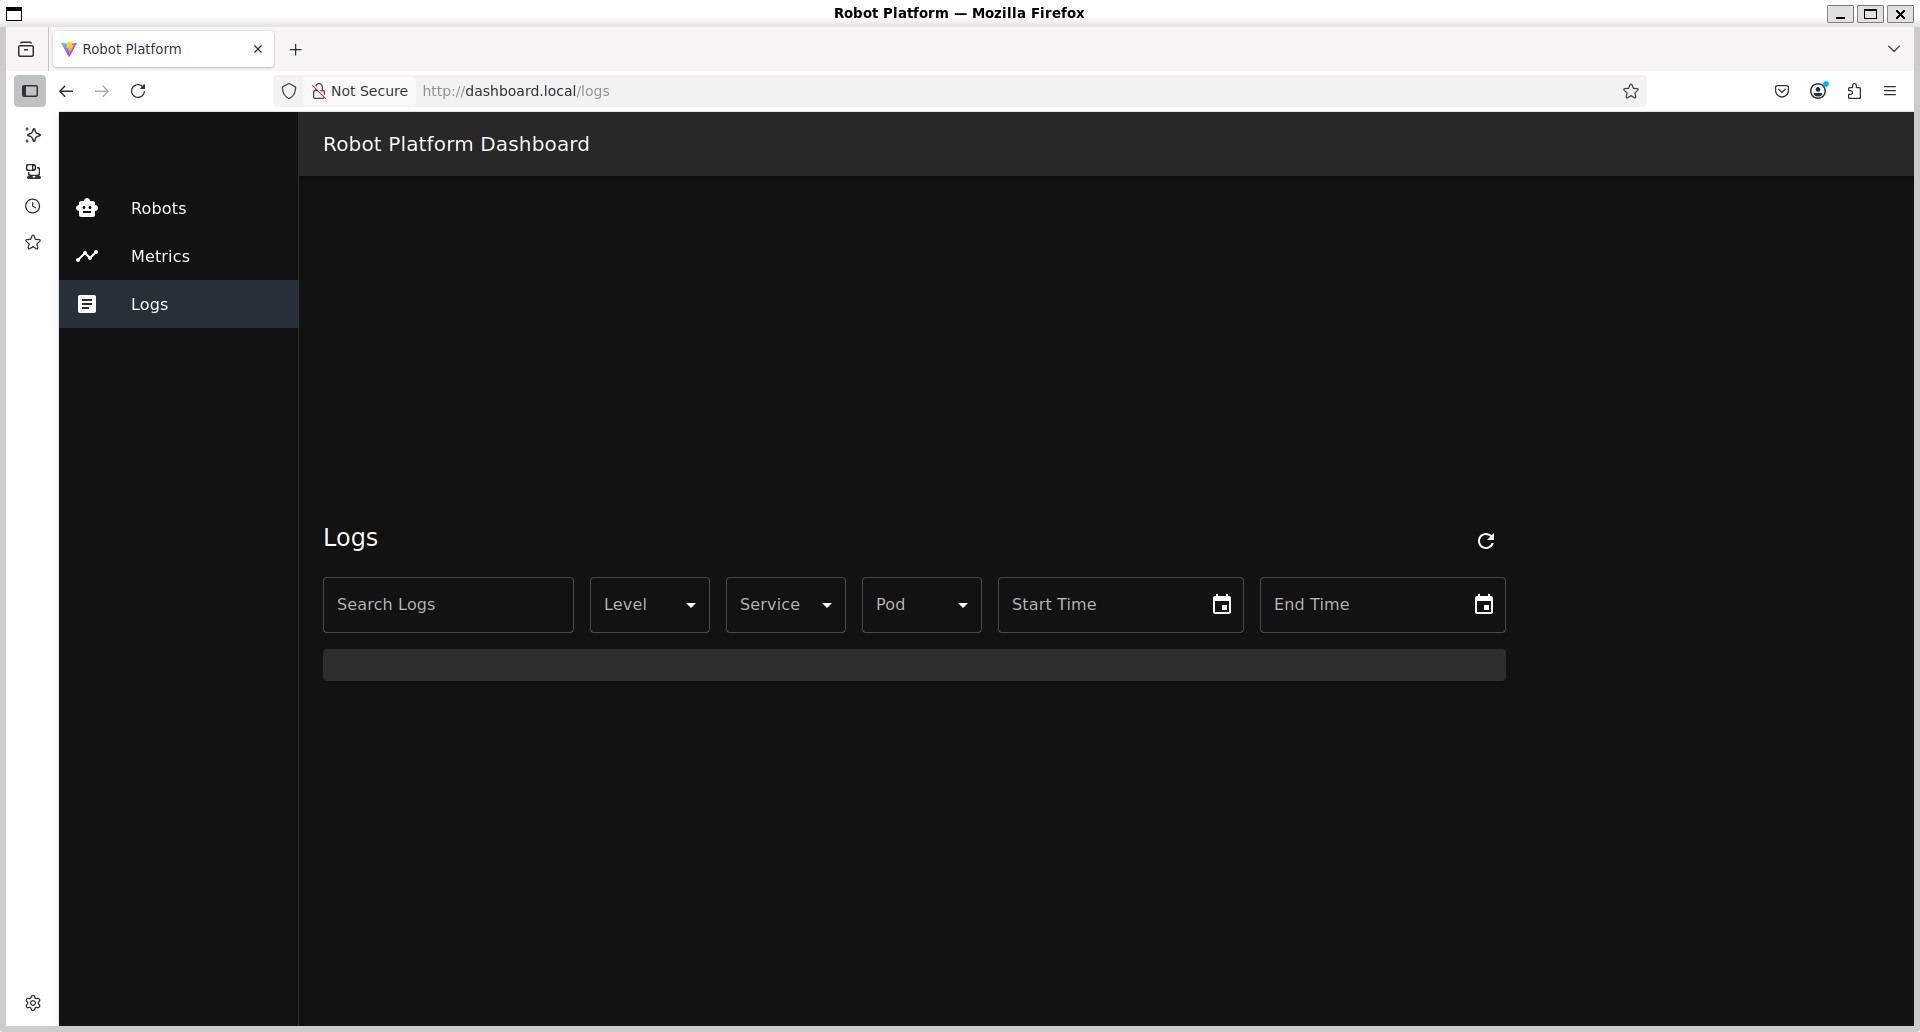 Robot Platform — Mozilla Firefox
Robot Platform
Not Secure
http://dashboard.local/logs
Robot Platform Dashboard
Robots
Metrics
Logs
Logs
Search Logs
Level
Service
Pod
Start Time
End Time